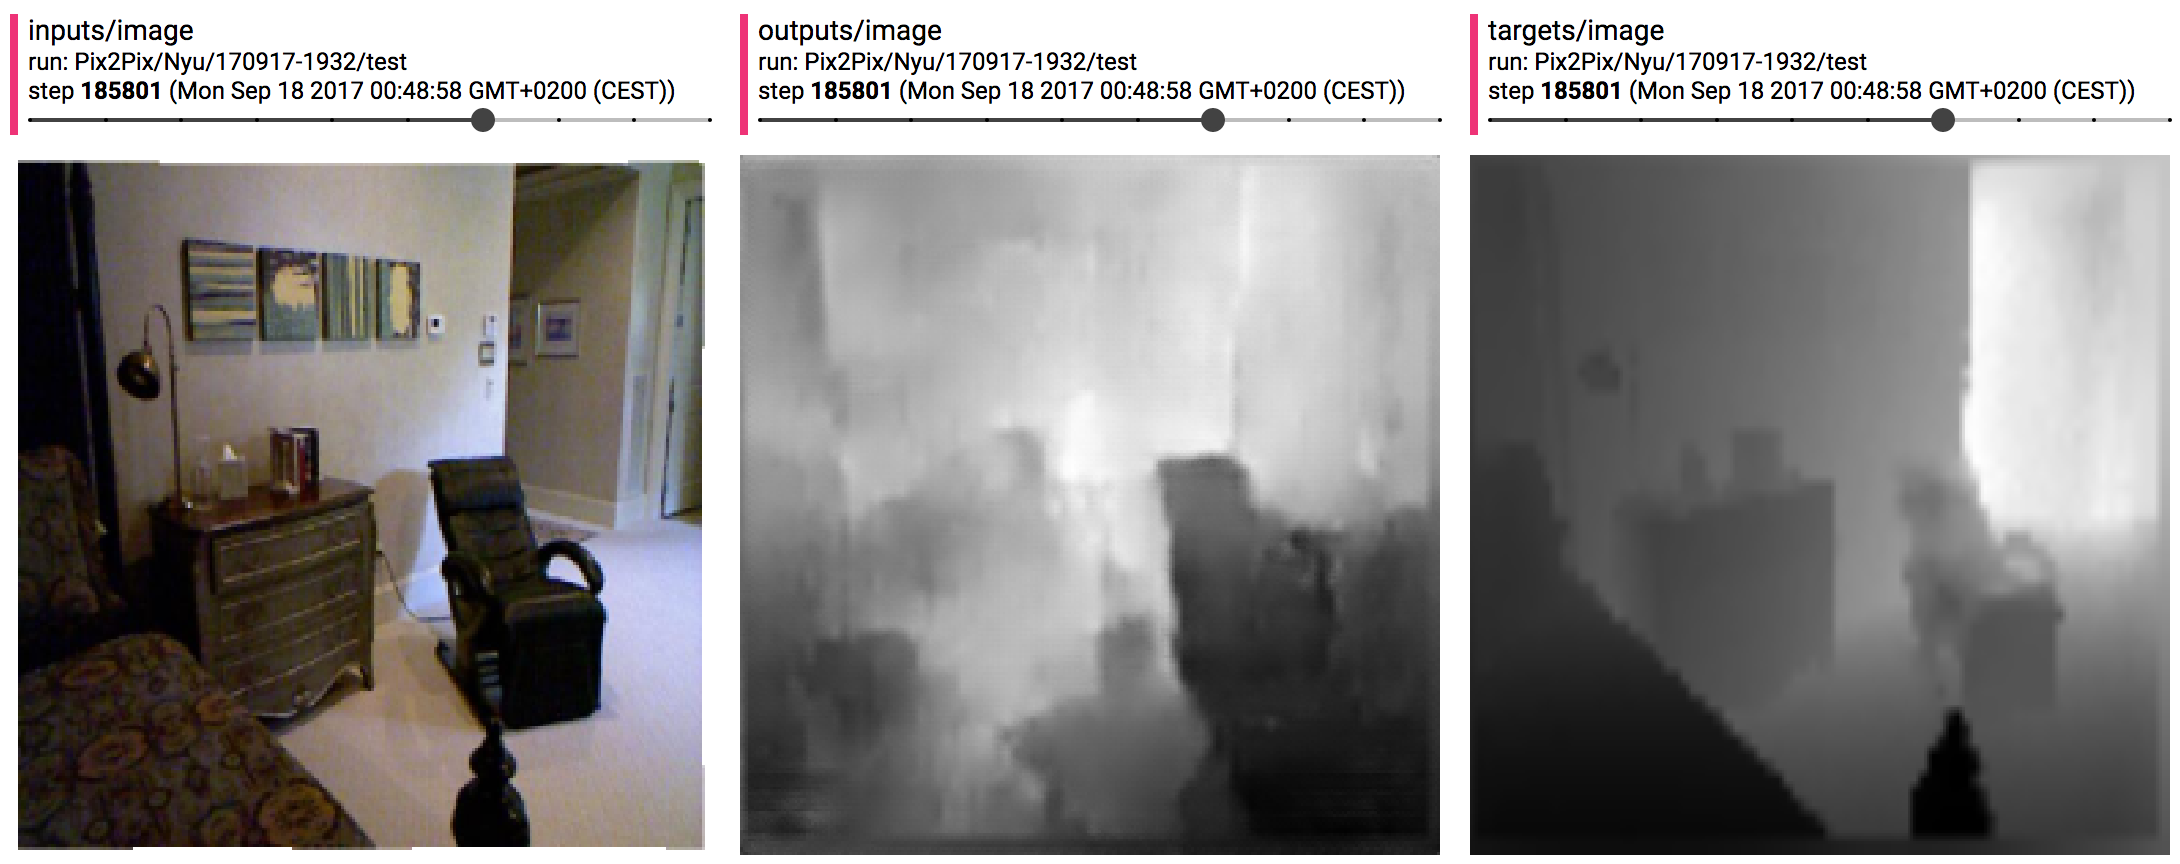 inputs/image
run: Pix2Pix/Nyu/170917-1932/test
step 185801 (Mon Sep 18 2017 00:48:58 GMT+0200 (CEST))
outputs/image
run: Pix2Pix/Nyu/170917-1932/test
step 185801 (Mon Sep 18 2017 00:48:58 GMT+0200 (CEST))
targets/image
run: Pix2Pix/Nyu/170917-1932/test
step 185801 (Mon Sep 18 2017 00:48:58 GMT+0200 (CEST))